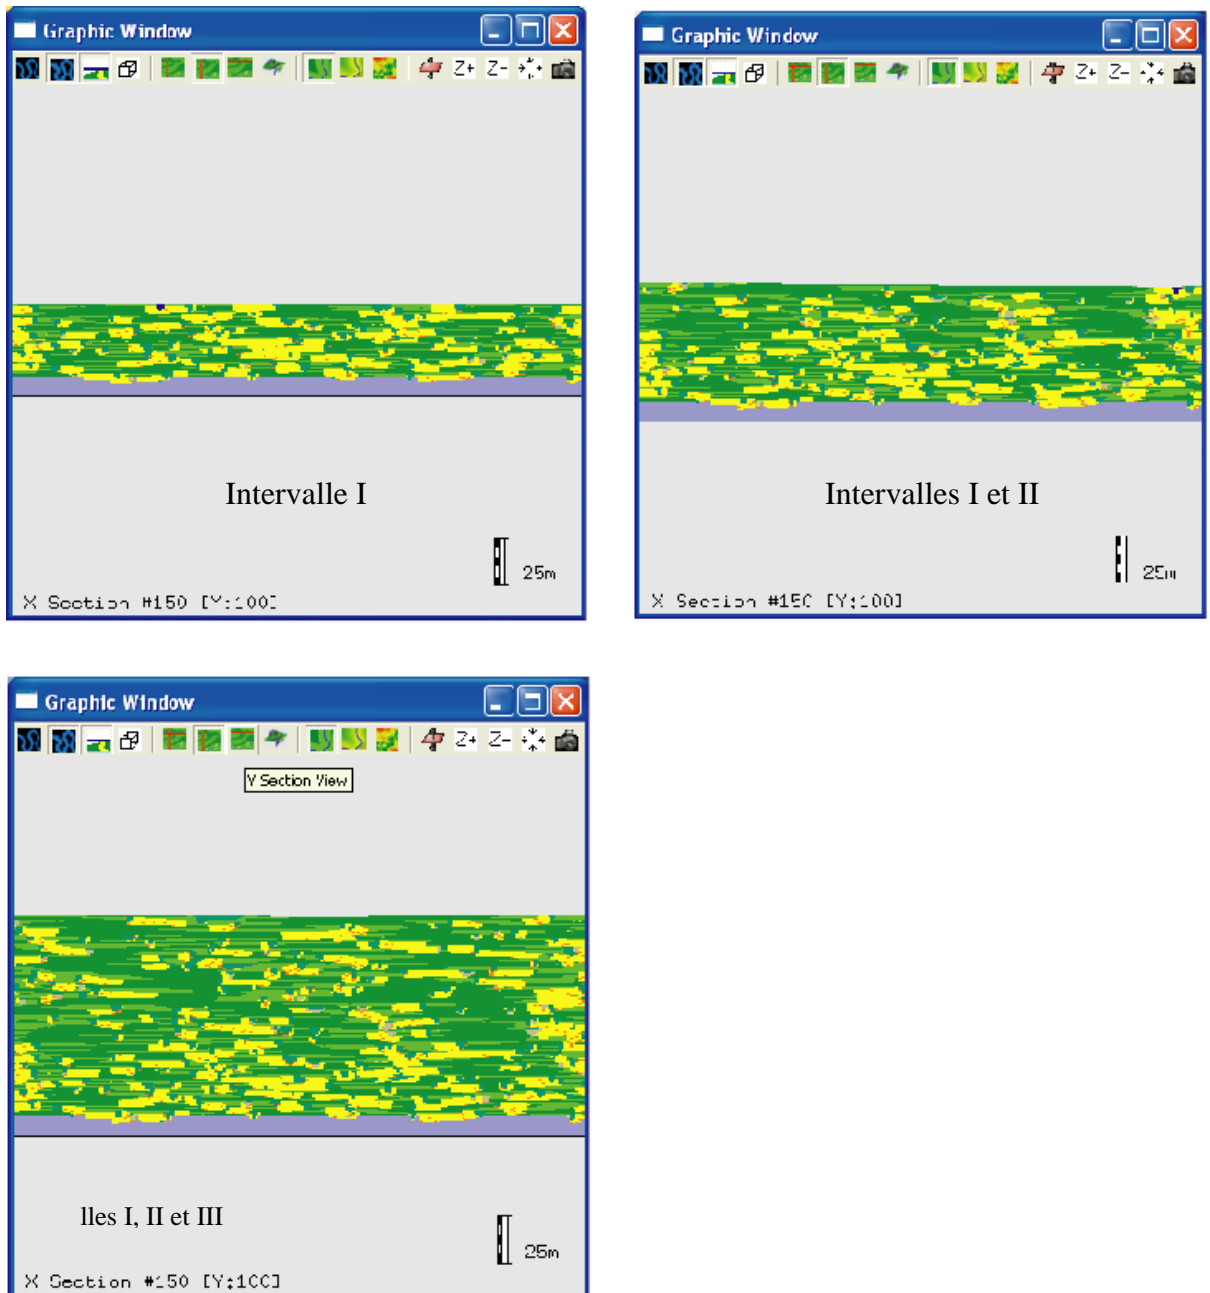 Graphic Window
Z+ Z-
Intervalle I
25m
X Section #150 [Y:100]
Graphic Window
Z+ Z-
Intervalles I et II
25m
X Section #150 [Y:100]
Graphic Window
Z+ Z-
Y Section View
lles I, II et III
25m
X Section #150 [Y:100]